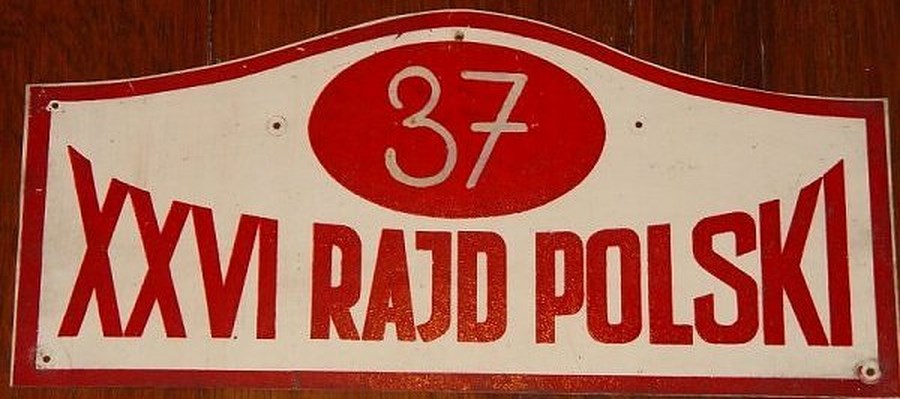 37
XXVI RAJD POLSKI